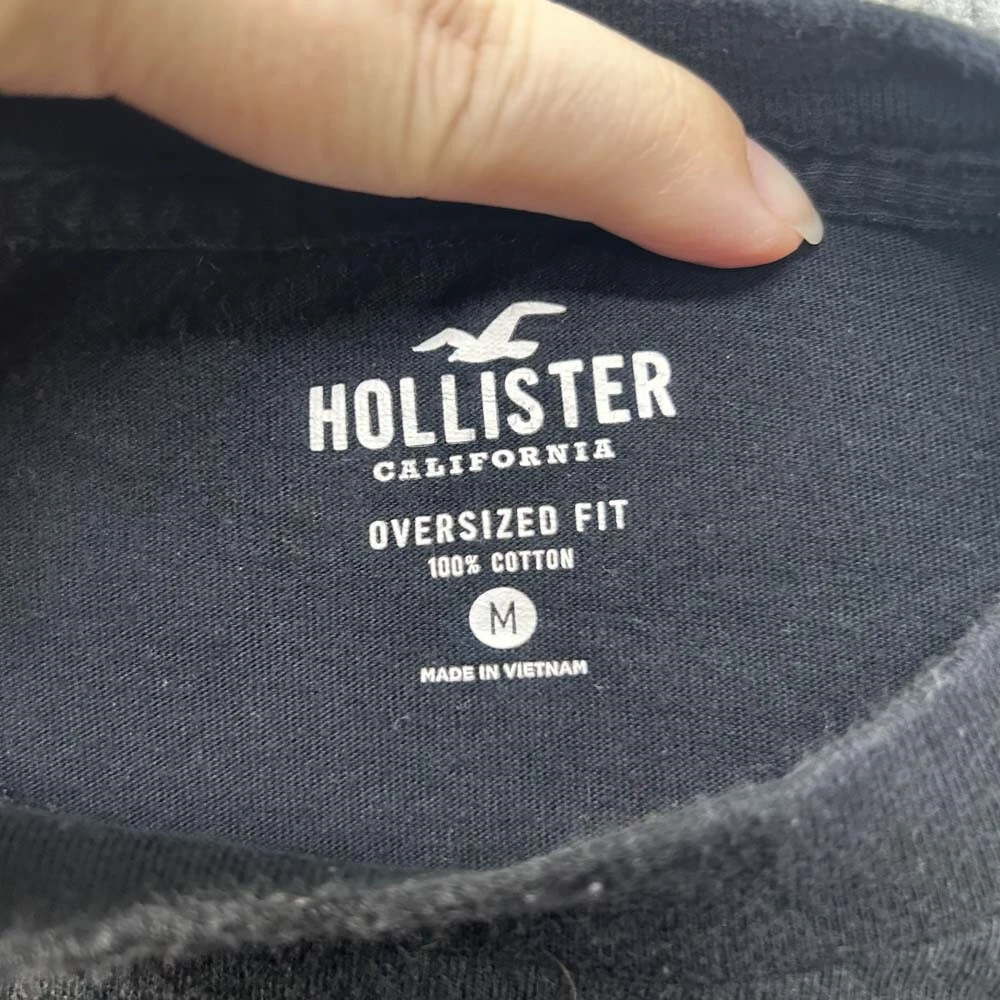 HOLLISTER
CALIFORNIA
OVERSIZED FIT
100% COTTON
M
MADE IN VIETNAM